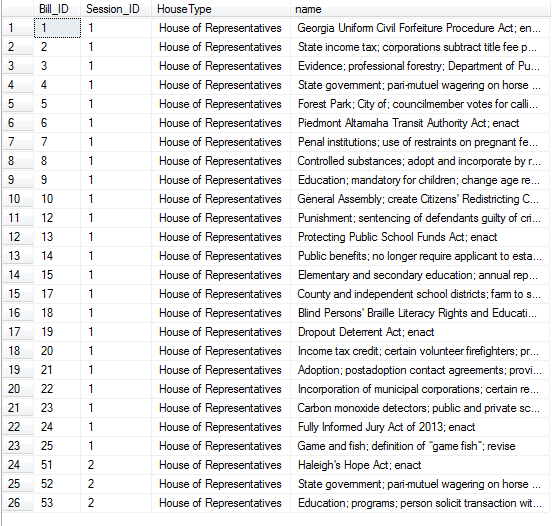 Bill_ID Session_ID HouseType name
1 1 1 House of Representatives Georgia Uniform Civil Forfeiture Procedure Act; en...
2 2 1 House of Representatives State income tax; corporations subtract title fee p...
3 3 1 House of Representatives Evidence; professional forestry; Department of Pu...
4 4 1 House of Representatives State government; pari-mutuel wagering on horse ...
5 5 1 House of Representatives Forest Park; City of; councilmember votes for calli...
6 6 1 House of Representatives Piedmont Altamaha Transit Authority Act; enact
7 7 1 House of Representatives Penal institutions; use of restraints on pregnant fe...
8 8 1 House of Representatives Controlled substances; adopt and incorporate by r...
9 9 1 House of Representatives Education; mandatory for children; change age re...
10 10 1 House of Representatives General Assembly; create Citizens' Redistricting C...
11 12 1 House of Representatives Punishment; sentencing of defendants guilty of cri...
12 13 1 House of Representatives Protecting Public School Funds Act; enact
13 14 1 House of Representatives Public benefits; no longer require applicant to esta...
14 15 1 House of Representatives Elementary and secondary education; annual rep...
15 17 1 House of Representatives County and independent school districts; farm to s...
16 18 1 House of Representatives Blind Persons' Braille Literacy Rights and Educati...
17 19 1 House of Representatives Dropout Deterrent Act; enact
18 20 1 House of Representatives Income tax credit; certain volunteer firefighters; pr...
19 21 1 House of Representatives Adoption; postadoption contact agreements; provi...
20 22 1 House of Representatives Incorporation of municipal corporations; certain re...
21 23 1 House of Representatives Carbon monoxide detectors; public and private sc...
22 24 1 House of Representatives Fully Informed Jury Act of 2013; enact
23 25 1 House of Representatives Game and fish; definition of "game fish"; revise
24 51 2 House of Representatives Haleigh's Hope Act; enact
25 52 2 House of Representatives State government; pari-mutuel wagering on horse ...
26 53 2 House of Representatives Education; programs; person solicit transaction wit...